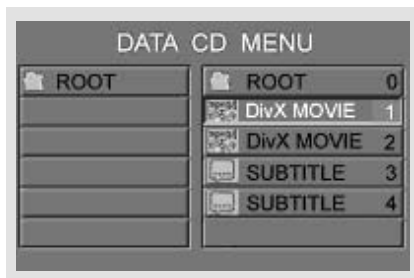 DATA CD MENU
ROOT
ROOT 0
DivX MOVIE 1
DivX MOVIE 2
SUBTITLE 3
SUBTITLE 4